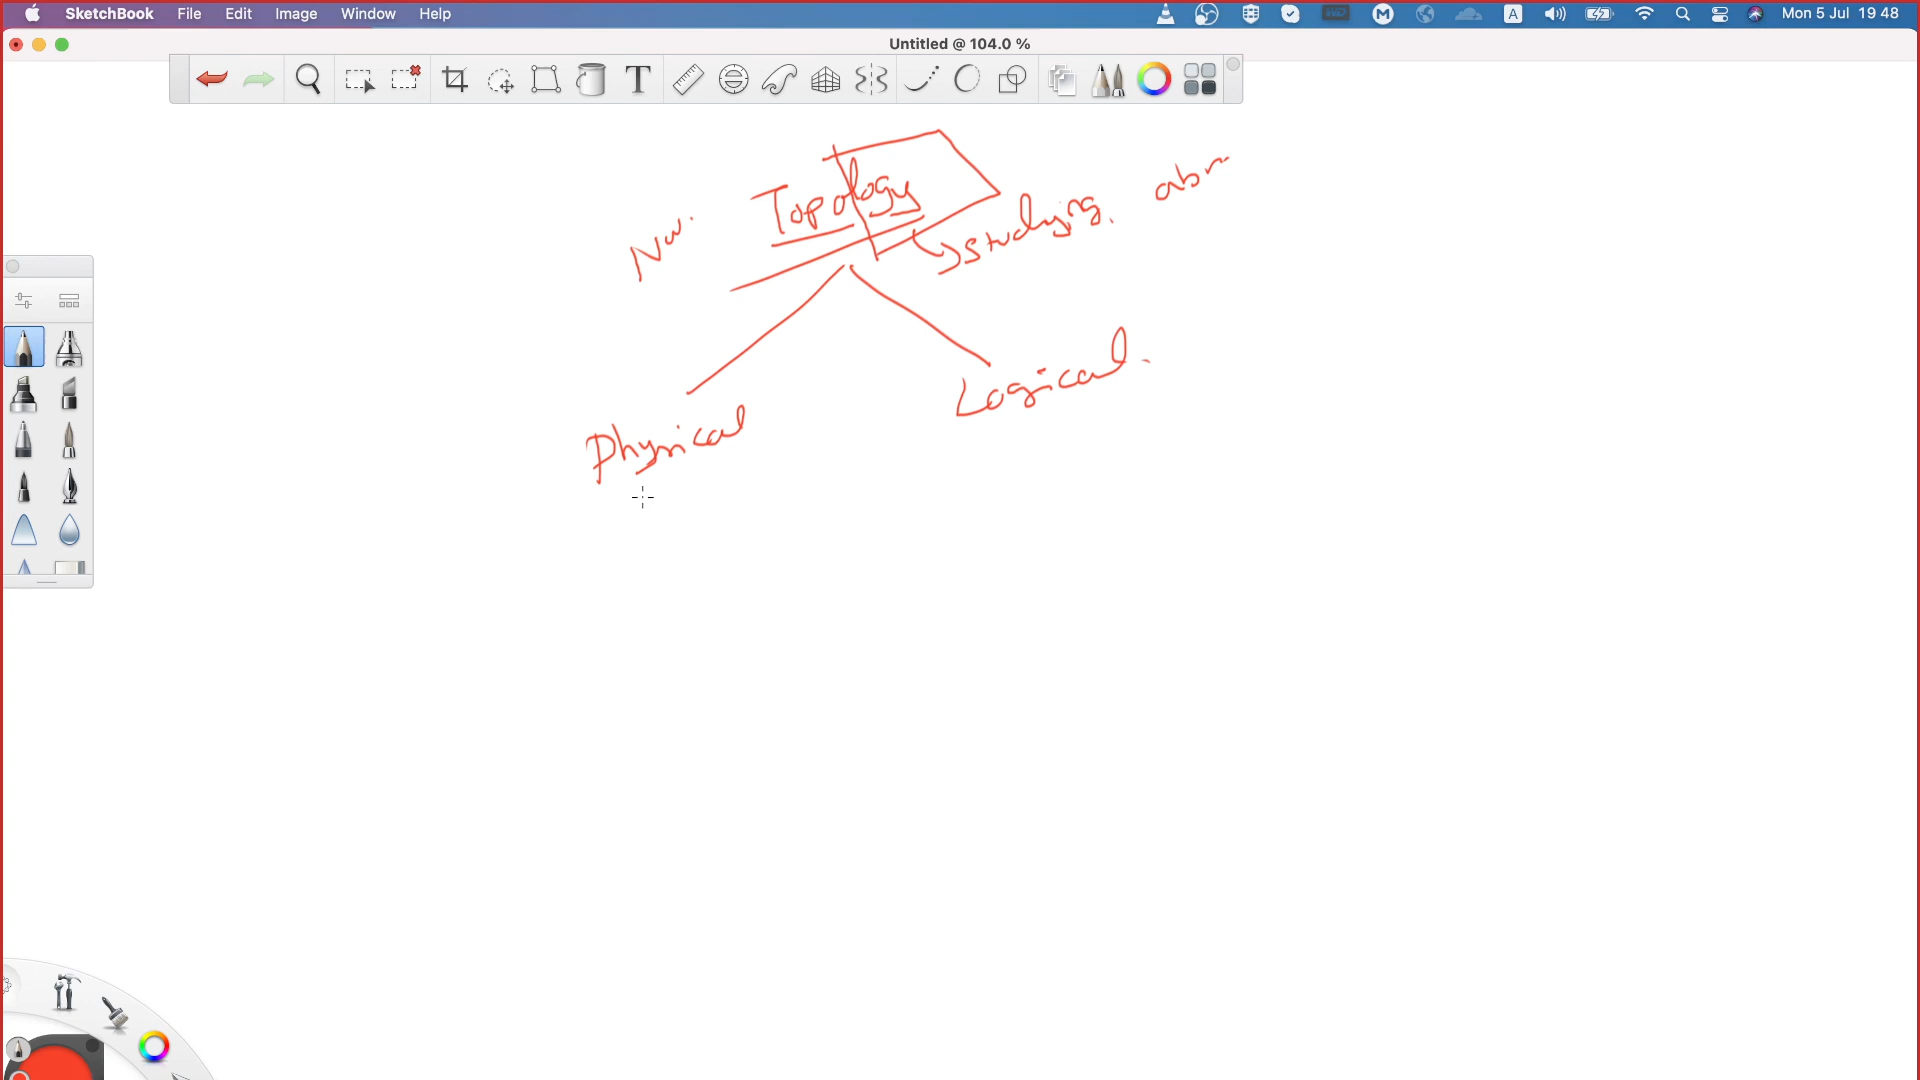 SketchBook File Edit Image Window Help
A
Mon 5 Jul 19 48
Untitled @ 104.0 %
T
Topology
Nw.
studying.
Logical.
Physical